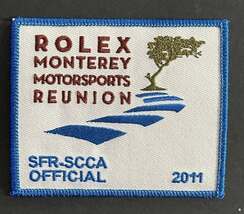 ROLEX
MONTEREY
MOTORSPORTS
REUNION
SFR-SCCA
OFFICIAL 2011